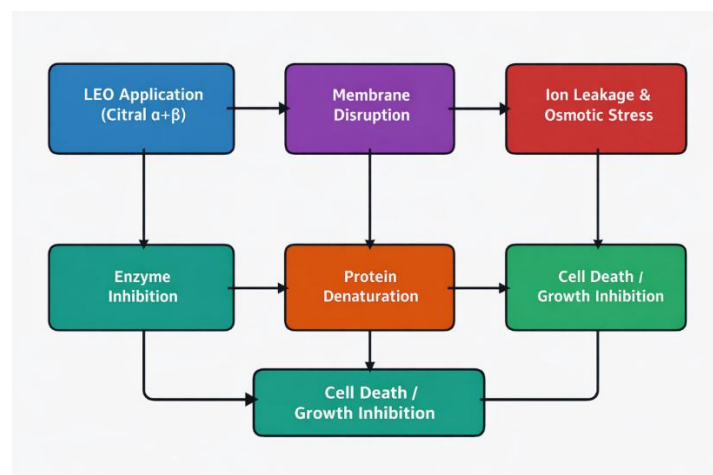 LEO Application
(Citral α+β)
Membrane
Disruption
Ion Leakage &
Osmotic Stress
Enzyme
Inhibition
Protein
Denaturation
Cell Death /
Growth Inhibition
Cell Death /
Growth Inhibition